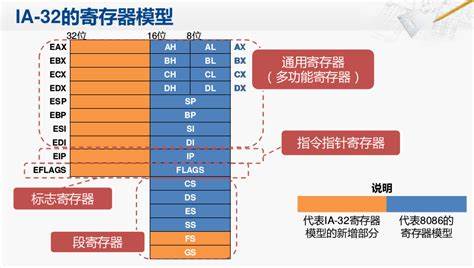 IA-32的寄存器模型
32位 16位 8位
EAX AH AL AX
EBX BH BL BX
ECX CH CL CX
EDX DH DL DX
ESP SP
EBP BP
ESI SI
EDI DI
EIP IP
EFLAGS FLAGS
CS
DS
ES
SS
FS
GS
通用寄存器
(多功能寄存器)
指令指针寄存器
标志寄存器
段寄存器
说明
代表IA-32寄存器
模型的新增部分
代表8086的
寄存器模型